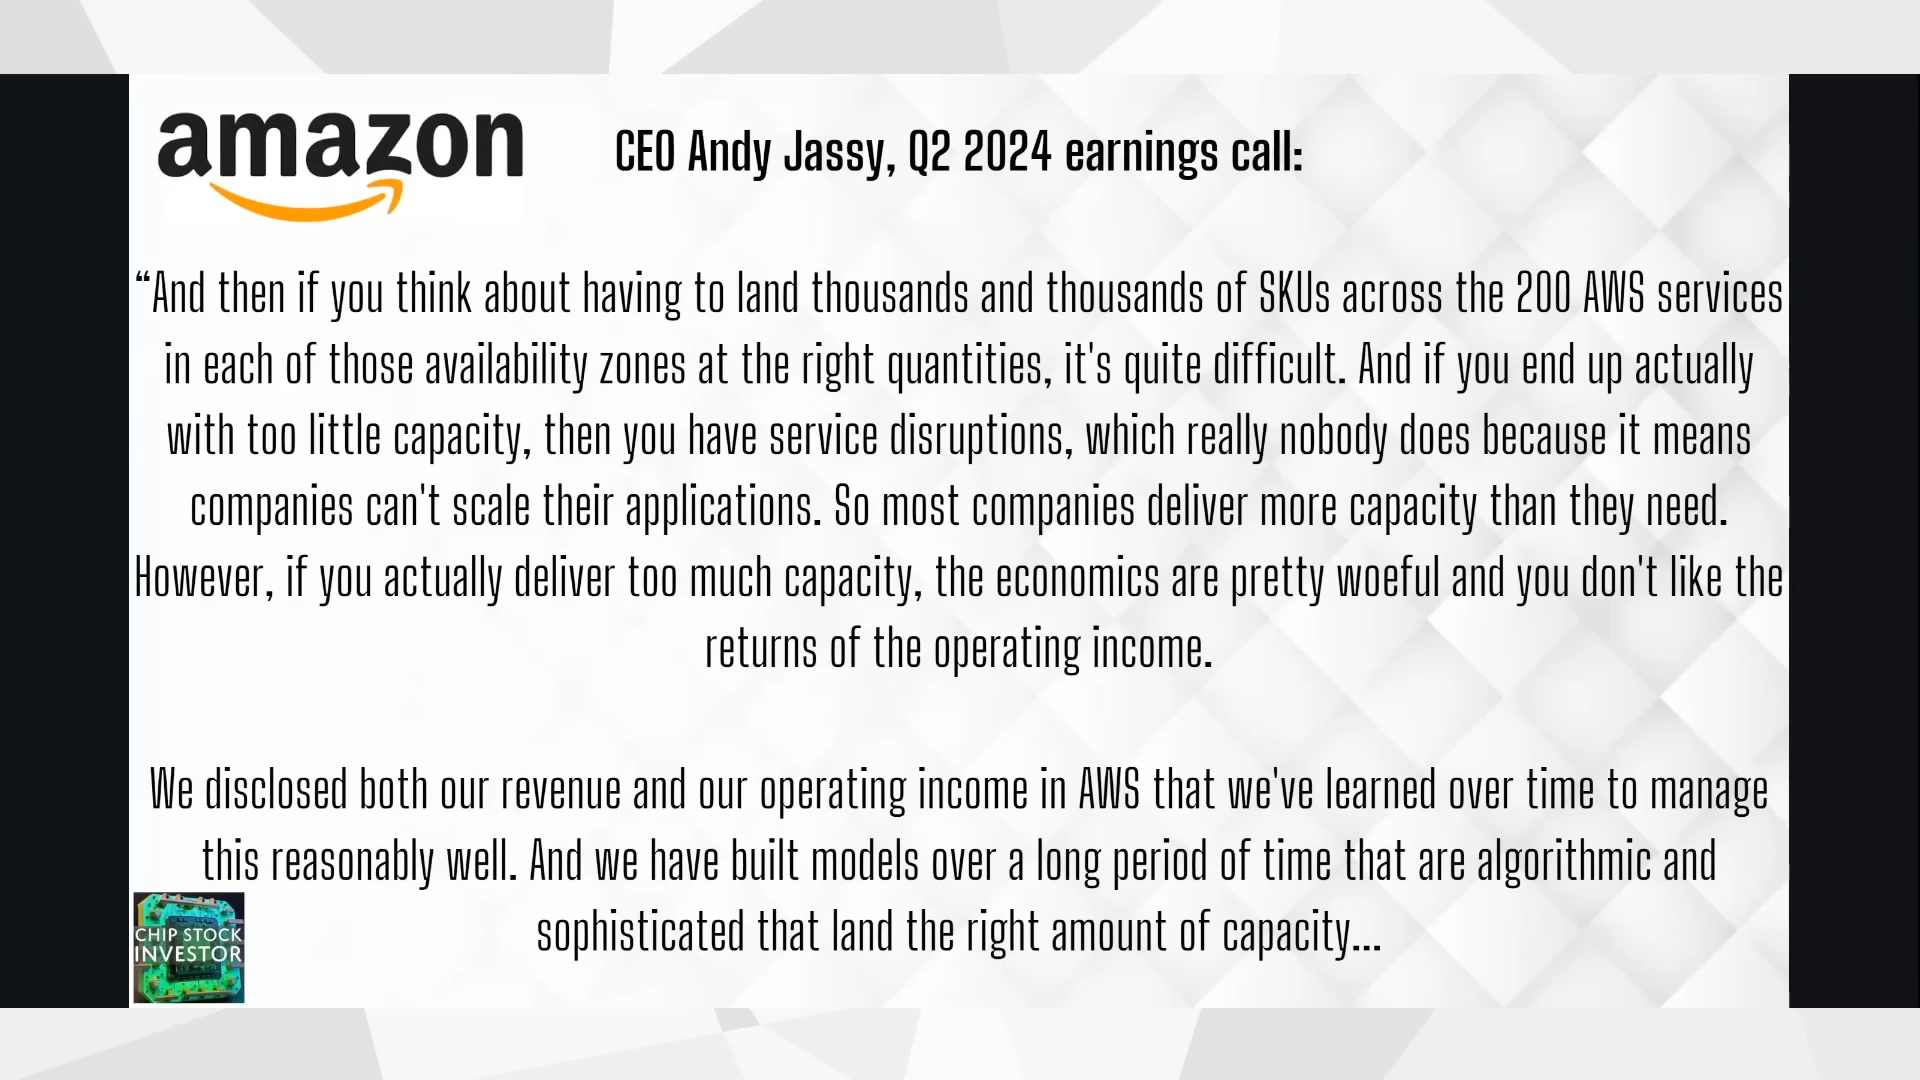 amazon
CEO Andy Jassy, Q2 2024 earnings call:
“And then if you think about having to land thousands and thousands of SKUs across the 200 AWS services
in each of those availability zones at the right quantities, it's quite difficult. And if you end up actually
with too little capacity, then you have service disruptions, which really nobody does because it means
companies can't scale their applications. So most companies deliver more capacity than they need.
However, if you actually deliver too much capacity, the economics are pretty woeful and you don't like the
returns of the operating income.
We disclosed both our revenue and our operating income in AWS that we've learned over time to manage
this reasonably well. And we have built models over a long period of time that are algorithmic and
sophisticated that land the right amount of capacity...
CHIP STOCK
INVESTOR